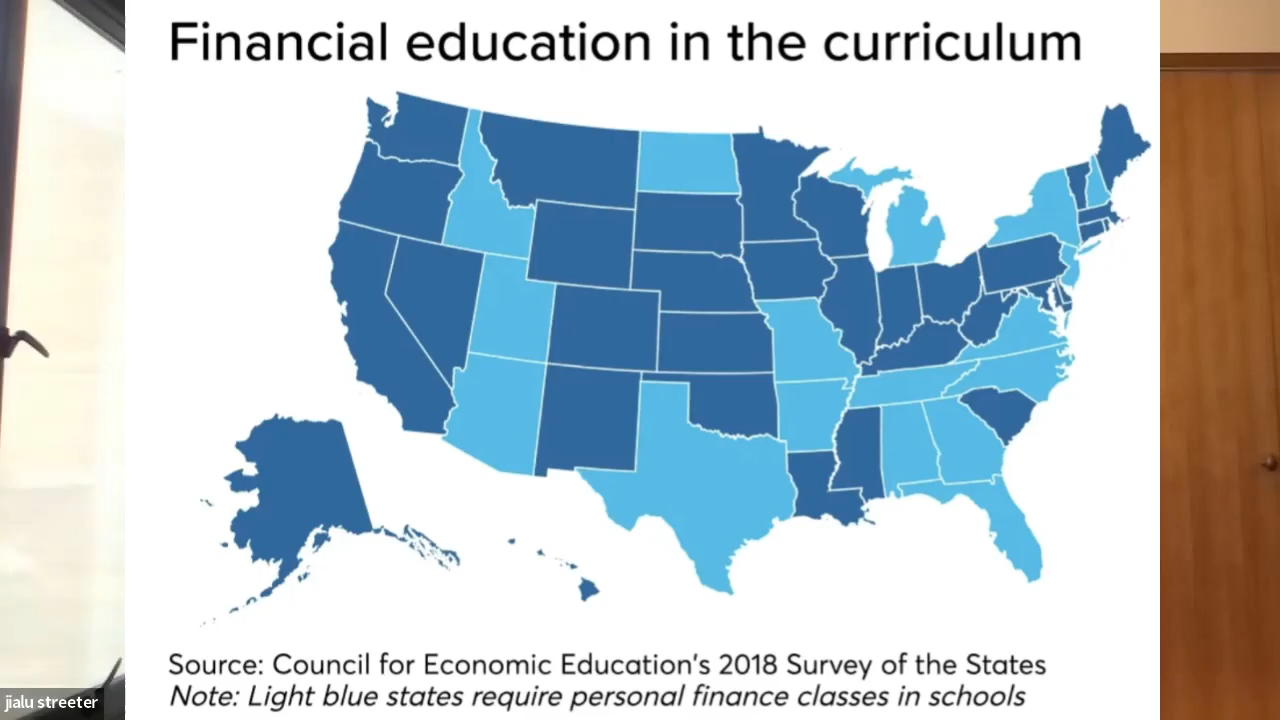 Financial education in the curriculum
Source: Council for Economic Education's 2018 Survey of the States
Note: Light blue states require personal finance classes in schools
jialu streeter